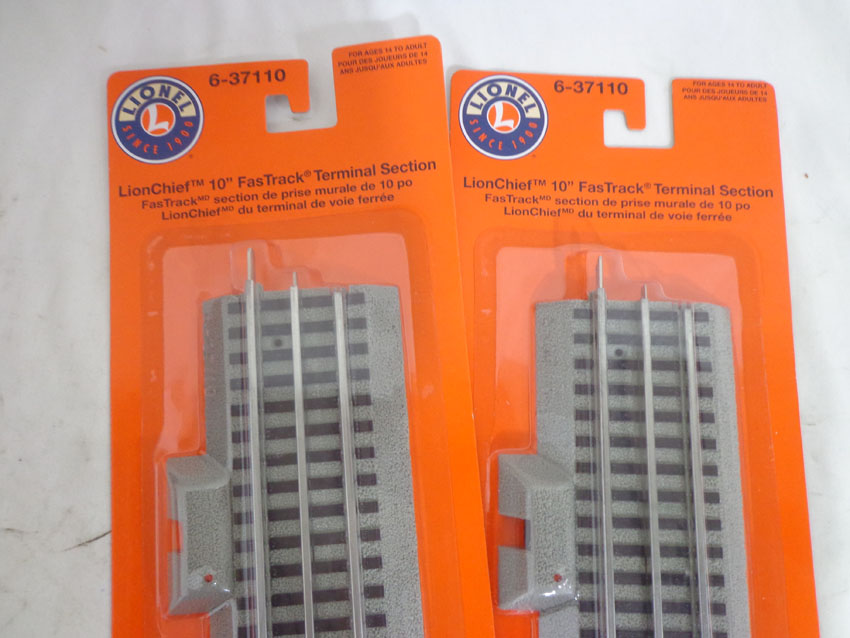 LIONEL
L
SINCE 1900
6-37110
FOR AGES 14 TO ADULT
POUR DES JOUEURS DE 14
ANS JUSQU'AUX ADULTES
LionChief™ 10" FasTrack® Terminal Section
FasTrackMD section de prise murale de 10 po
LionChiefMD du terminal de voie ferrée
LIONEL
L
SINCE 1900
6-37110
FOR AGES 14 TO ADULT
POUR DES JOUEURS DE 14
ANS JUSQU'AUX ADULTES
LionChief™ 10" FasTrack® Terminal Section
FasTrackMD section de prise murale de 10 po
LionChiefMD du terminal de voie ferrée